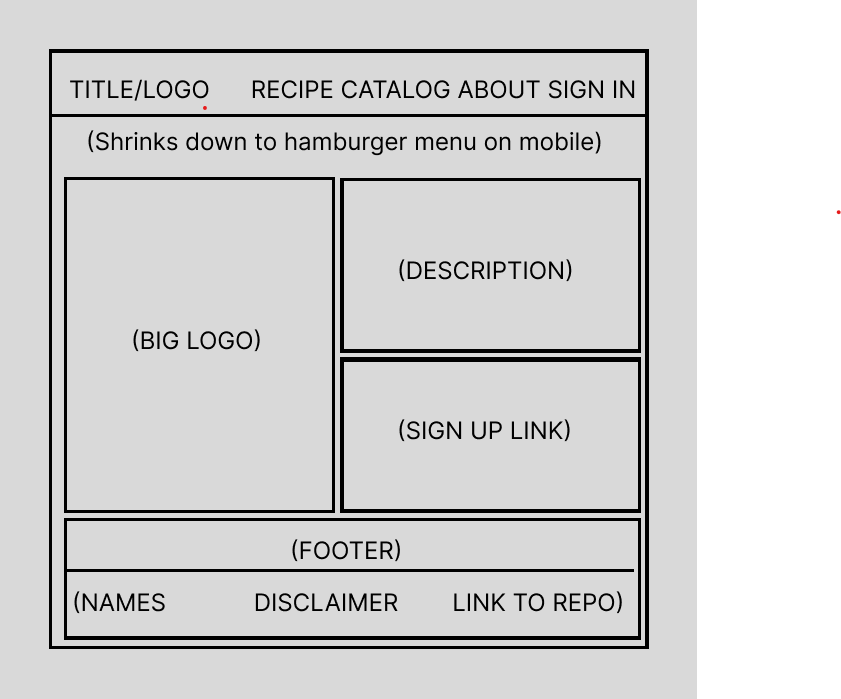 TITLE/LOGO RECIPE CATALOG ABOUT SIGN IN
(Shrinks down to hamburger menu on mobile)
(BIG LOGO)
(DESCRIPTION)
(SIGN UP LINK)
(FOOTER)
(NAMES DISCLAIMER LINK TO REPO)